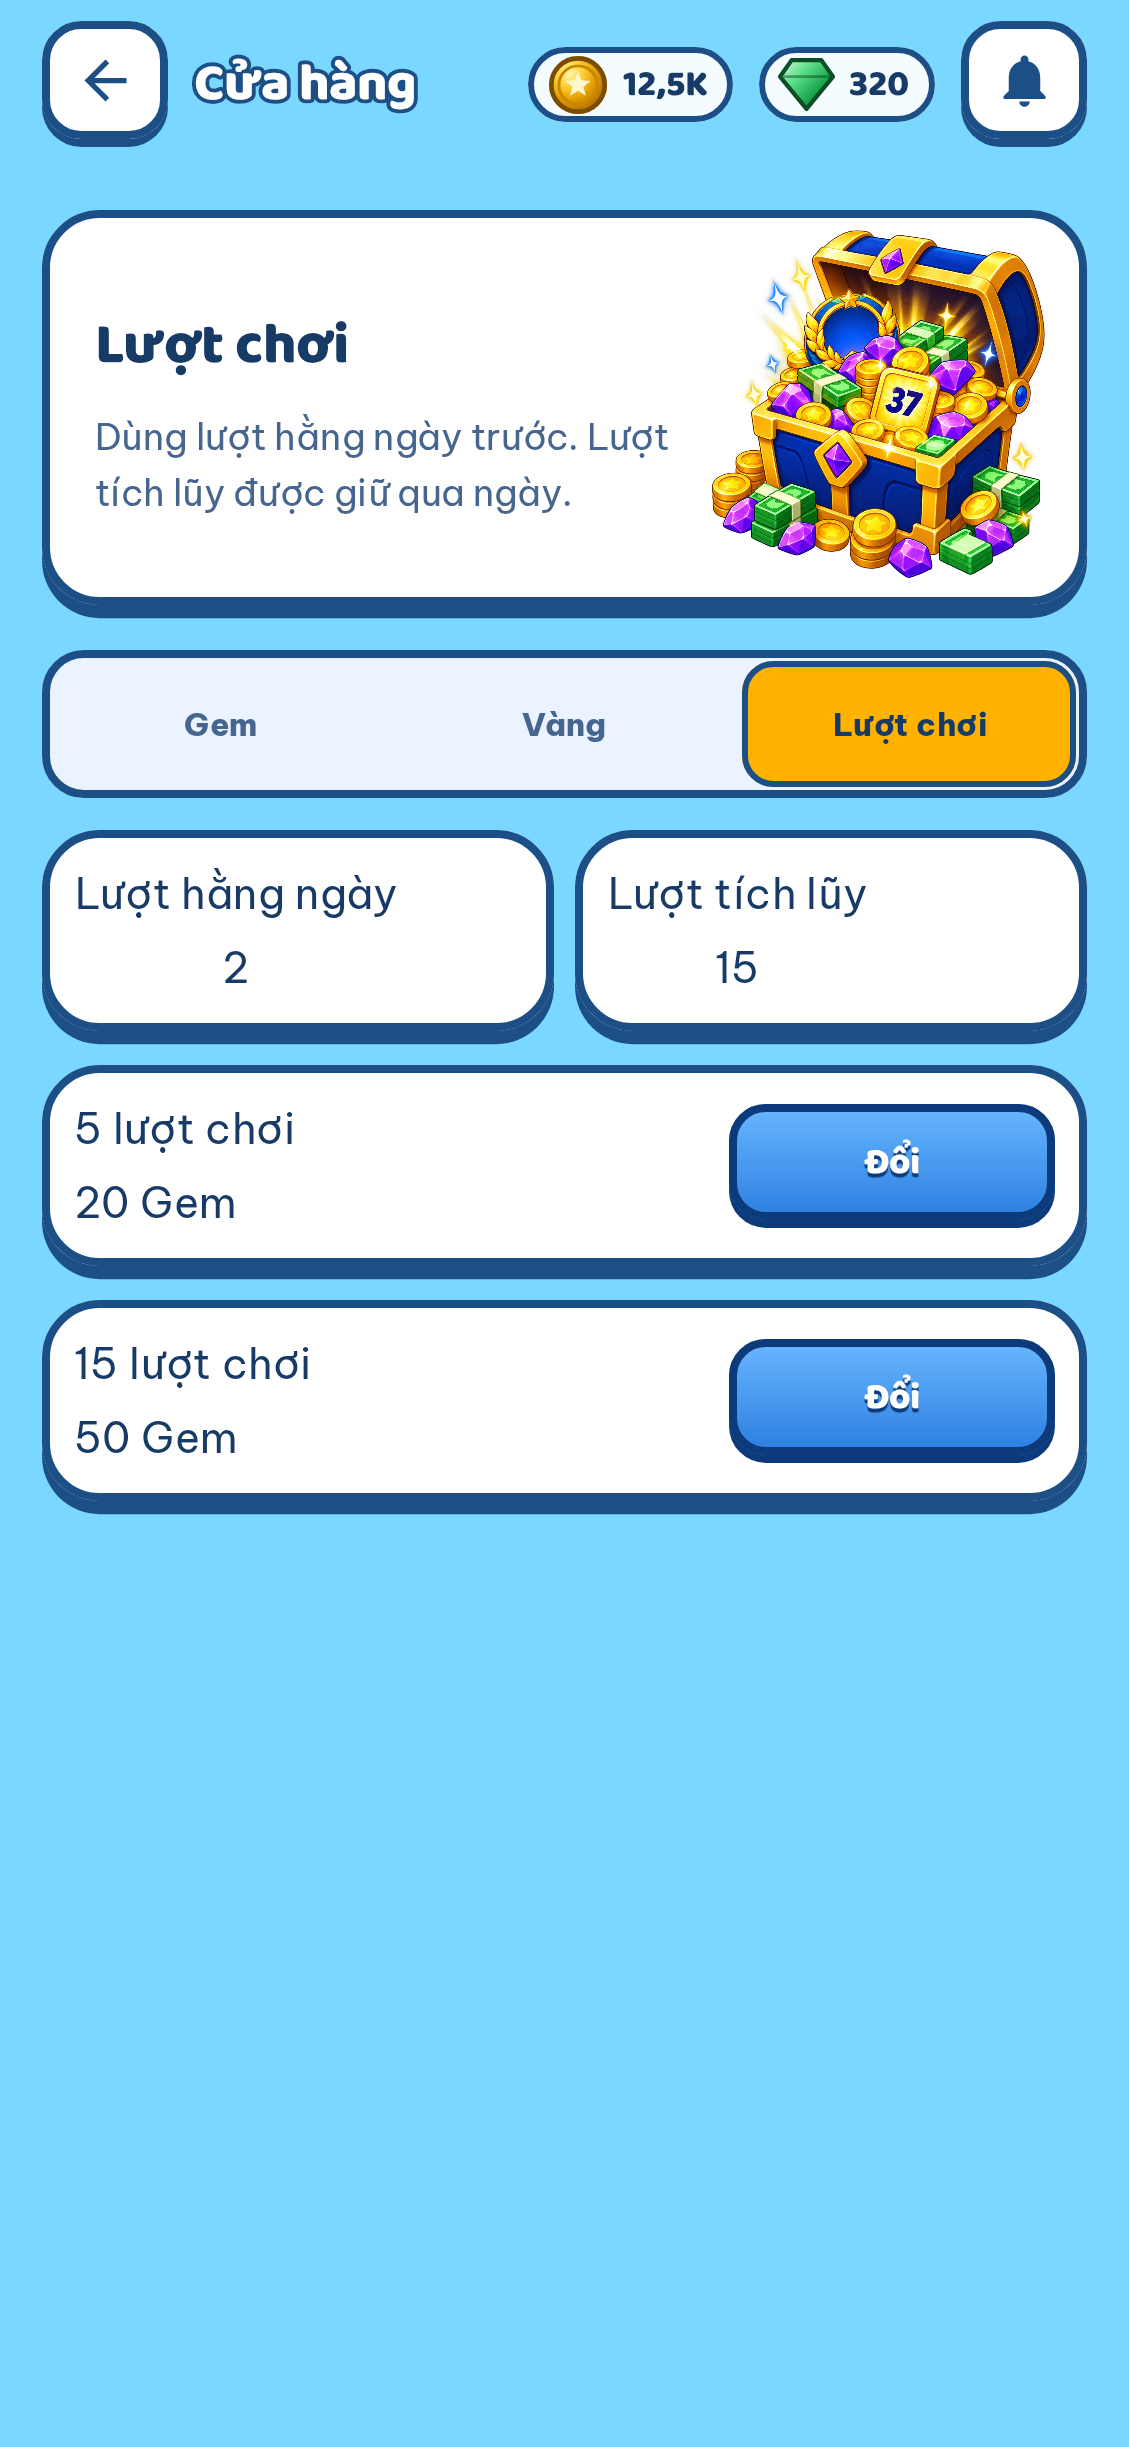 Cửa hàng
12,5K
320
Lượt chơi
Dùng lượt hằng ngày trước. Lượt
tích lũy được giữ qua ngày.
37
Gem
Vàng
Lượt chơi
Lượt hằng ngày
2
Lượt tích lũy
15
5 lượt chơi
20 Gem
Đổi
15 lượt chơi
50 Gem
Đổi